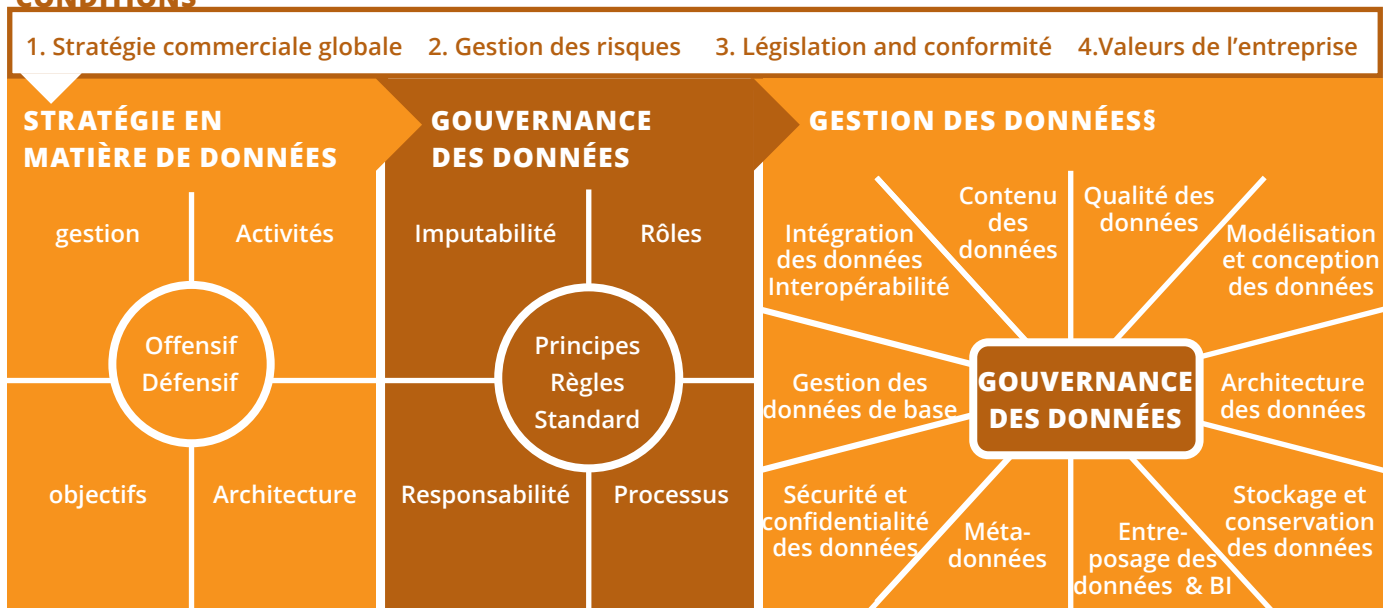 CONDITIONS
1. Stratégie commerciale globale 2. Gestion des risques 3. Législation and conformité 4.Valeurs de l’entreprise
STRATÉGIE EN
MATIÈRE DE DONNÉES
gestion
Activités
Offensif
Défensif
objectifs
Architecture
GOUVERNANCE
DES DONNÉES
Imputabilité
Rôles
Principes
Règles
Standard
Responsabilité
Processus
GESTION DES DONNÉES§
Intégration
des données
Interopérabilité
Contenu
des
données
Qualité des
données
Modélisation
et conception
des données
Gestion des
données de base
GOUVERNANCE
DES DONNÉES
Architecture
des données
Sécurité et
confidentialité
des données
Méta-
données
Entre-
posage des
données & BI
Stockage et
conservation
des données